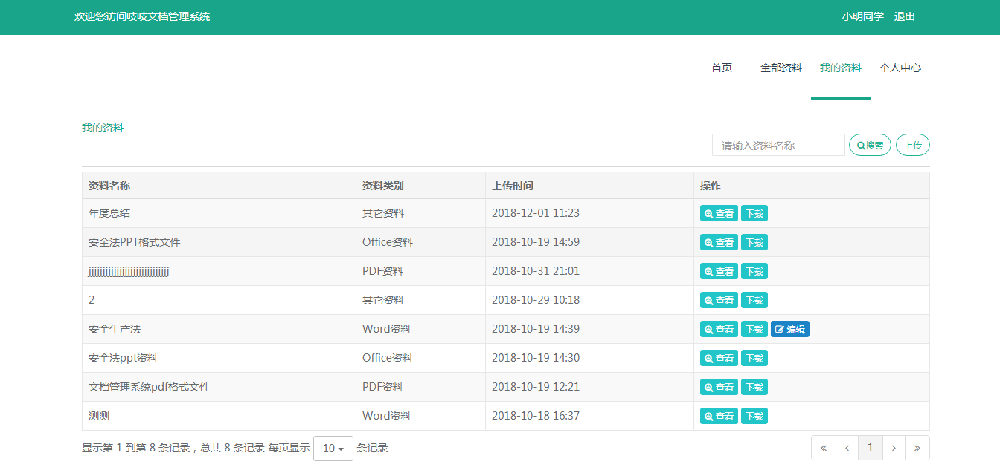 欢迎您访问吱吱文档管理系统 小明同学 退出
首页 全部资料 我的资料 个人中心
我的资料
请输入资料名称 搜索 上传
资料名称 资料类别 上传时间 操作
年度总结 其它资料 2018-12-01 11:23 查看 下载
安全法PPT格式文件 Office资料 2018-10-19 14:59 查看 下载
jjjjjjjjjjjjjjjjjjjjjjjjjjjj PDF资料 2018-10-31 21:01 查看 下载
2 其它资料 2018-10-29 10:18 查看 下载
安全生产法 Word资料 2018-10-19 14:39 查看 下载 编辑
安全法ppt资料 Office资料 2018-10-19 14:30 查看 下载
文档管理系统pdf格式文件 PDF资料 2018-10-19 12:21 查看 下载
测测 Word资料 2018-10-18 16:37 查看 下载
显示第 1 到第 8 条记录，总共 8 条记录 每页显示 10 条记录 « ‹ 1 › »